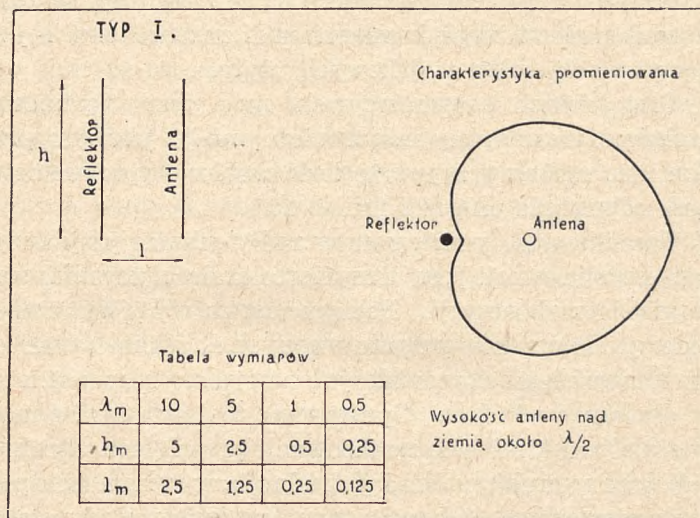 TYP I.
h
Reflektor
Antena
l
Charakterystyka promieniowania
Reflektor
Antena
Tabela wymiarów.
λm 10 5 1 0,5
hm 5 2,5 0,5 0,25
lm 2,5 1,25 0,25 0,125
Wysokość anteny nad
ziemią około λ/2